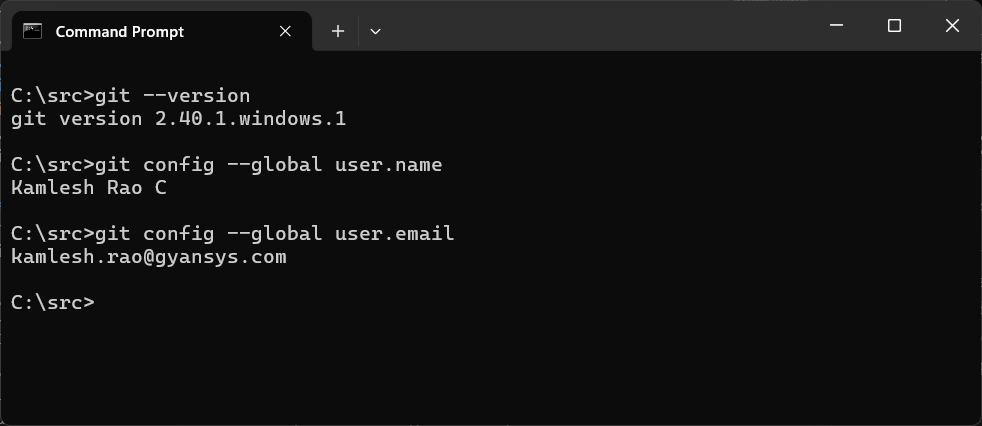 Command Prompt
C:\src>git --version
git version 2.40.1.windows.1
C:\src>git config --global user.name
Kamlesh Rao C
C:\src>git config --global user.email
kamlesh.rao@gyansys.com
C:\src>